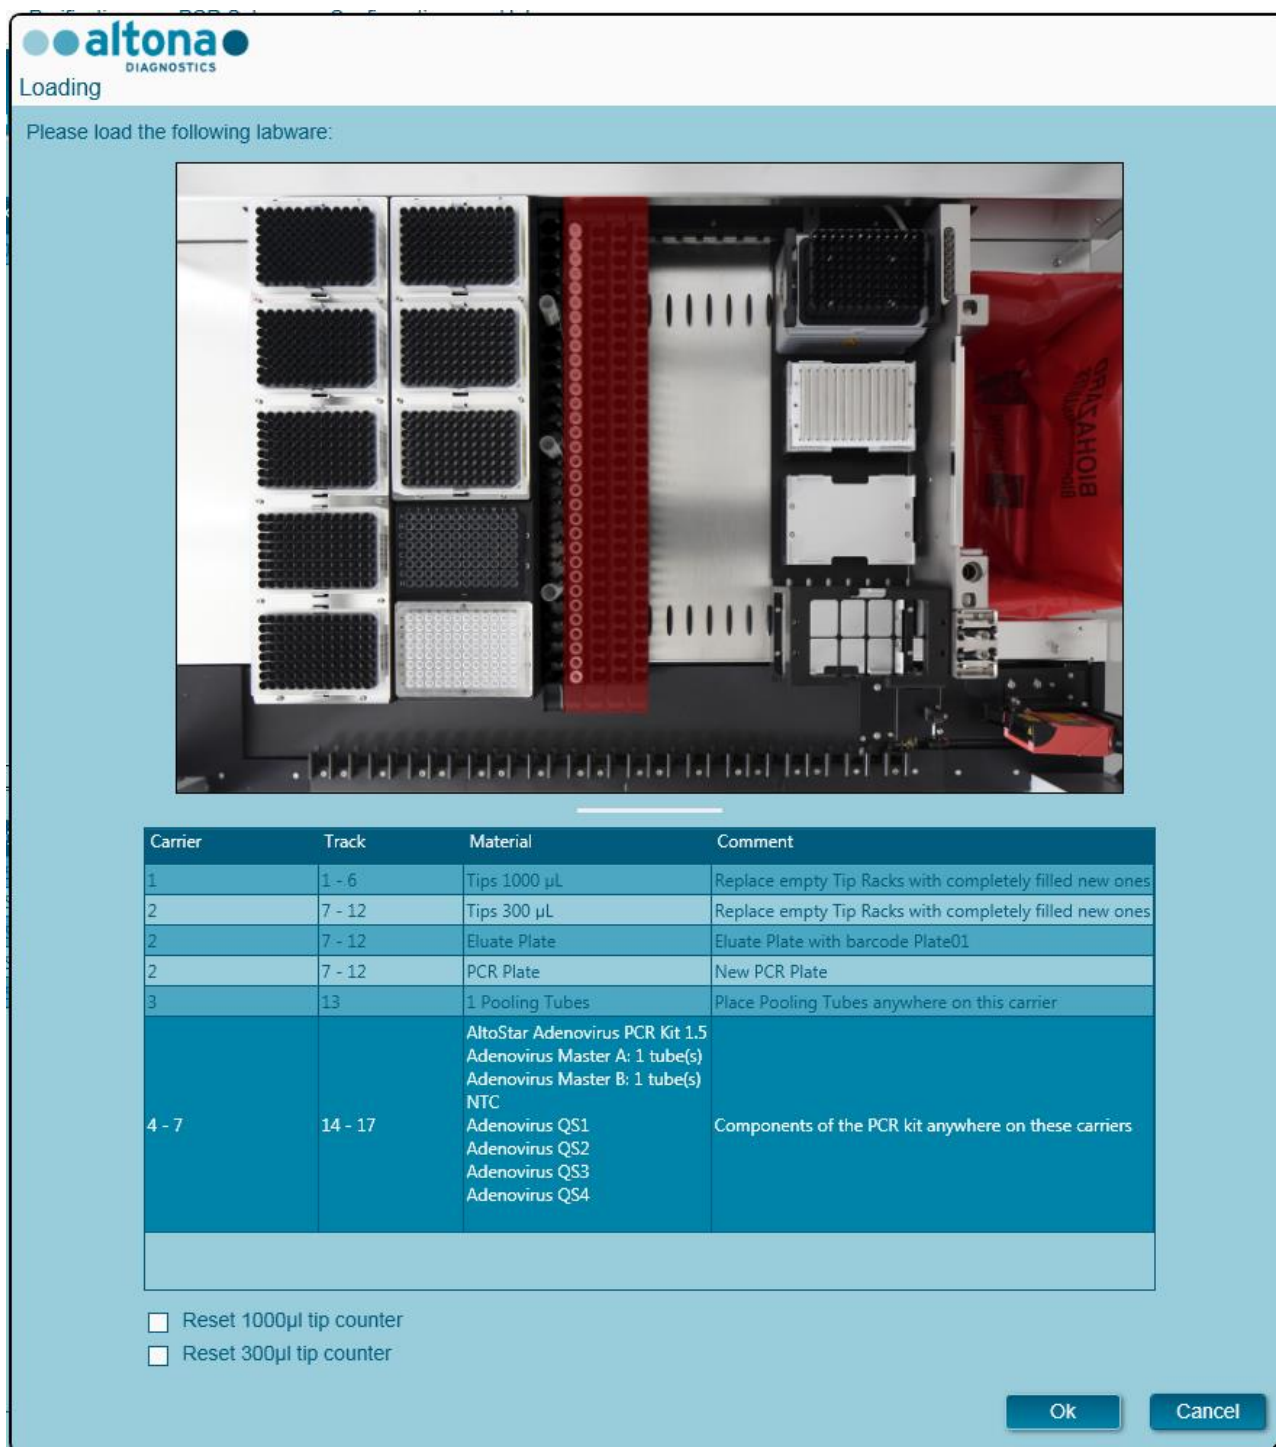 altona
DIAGNOSTICS
Loading
Please load the following labware:
BIOHAZARD
Carrier Track Material Comment
1 1 - 6 Tips 1000 µL Replace empty Tip Racks with completely filled new ones
2 7 - 12 Tips 300 µL Replace empty Tip Racks with completely filled new ones
2 7 - 12 Eluate Plate Eluate Plate with barcode Plate01
2 7 - 12 PCR Plate New PCR Plate
3 13 1 Pooling Tubes Place Pooling Tubes anywhere on this carrier
AltoStar Adenovirus PCR Kit 1.5
Adenovirus Master A: 1 tube(s)
Adenovirus Master B: 1 tube(s)
NTC
4 - 7 14 - 17 Adenovirus QS1 Components of the PCR kit anywhere on these carriers
Adenovirus QS2
Adenovirus QS3
Adenovirus QS4
Reset 1000µl tip counter
Reset 300µl tip counter
Ok Cancel